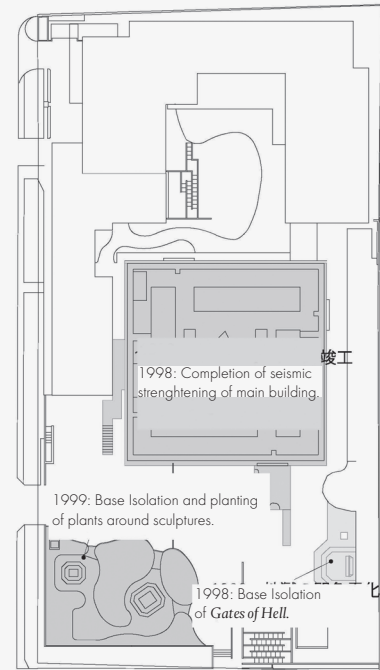 竣工
1998: Completion of seismic
strenghtening of main building.
1999: Base Isolation and planting
of plants around sculptures.
1998: Base Isolation
of Gates of Hell.
化